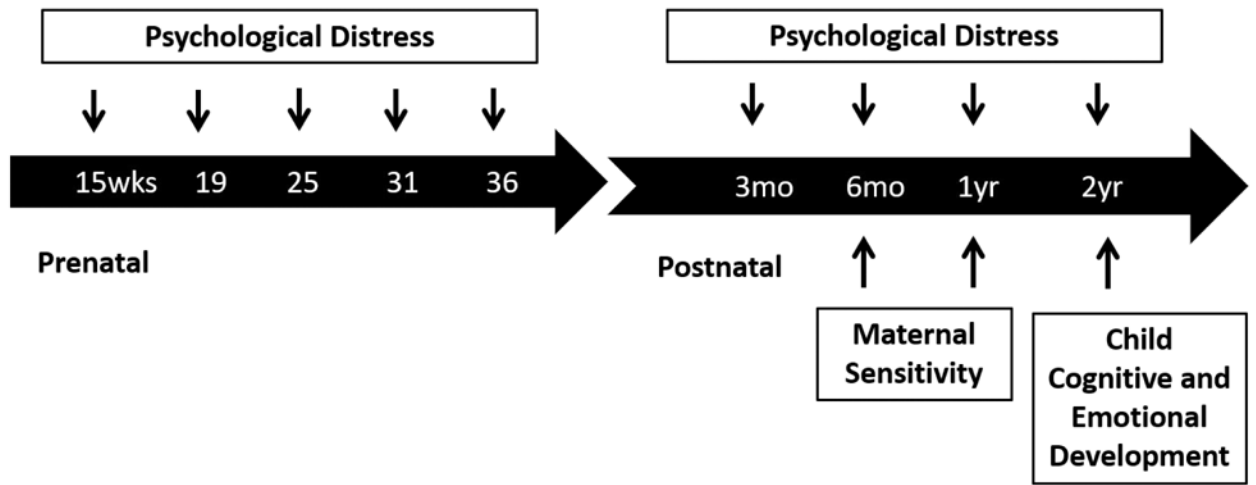 Psychological Distress
Psychological Distress
15wks 19 25 31 36
3mo 6mo 1yr 2yr
Prenatal
Postnatal
Maternal
Sensitivity
Child
Cognitive and
Emotional
Development